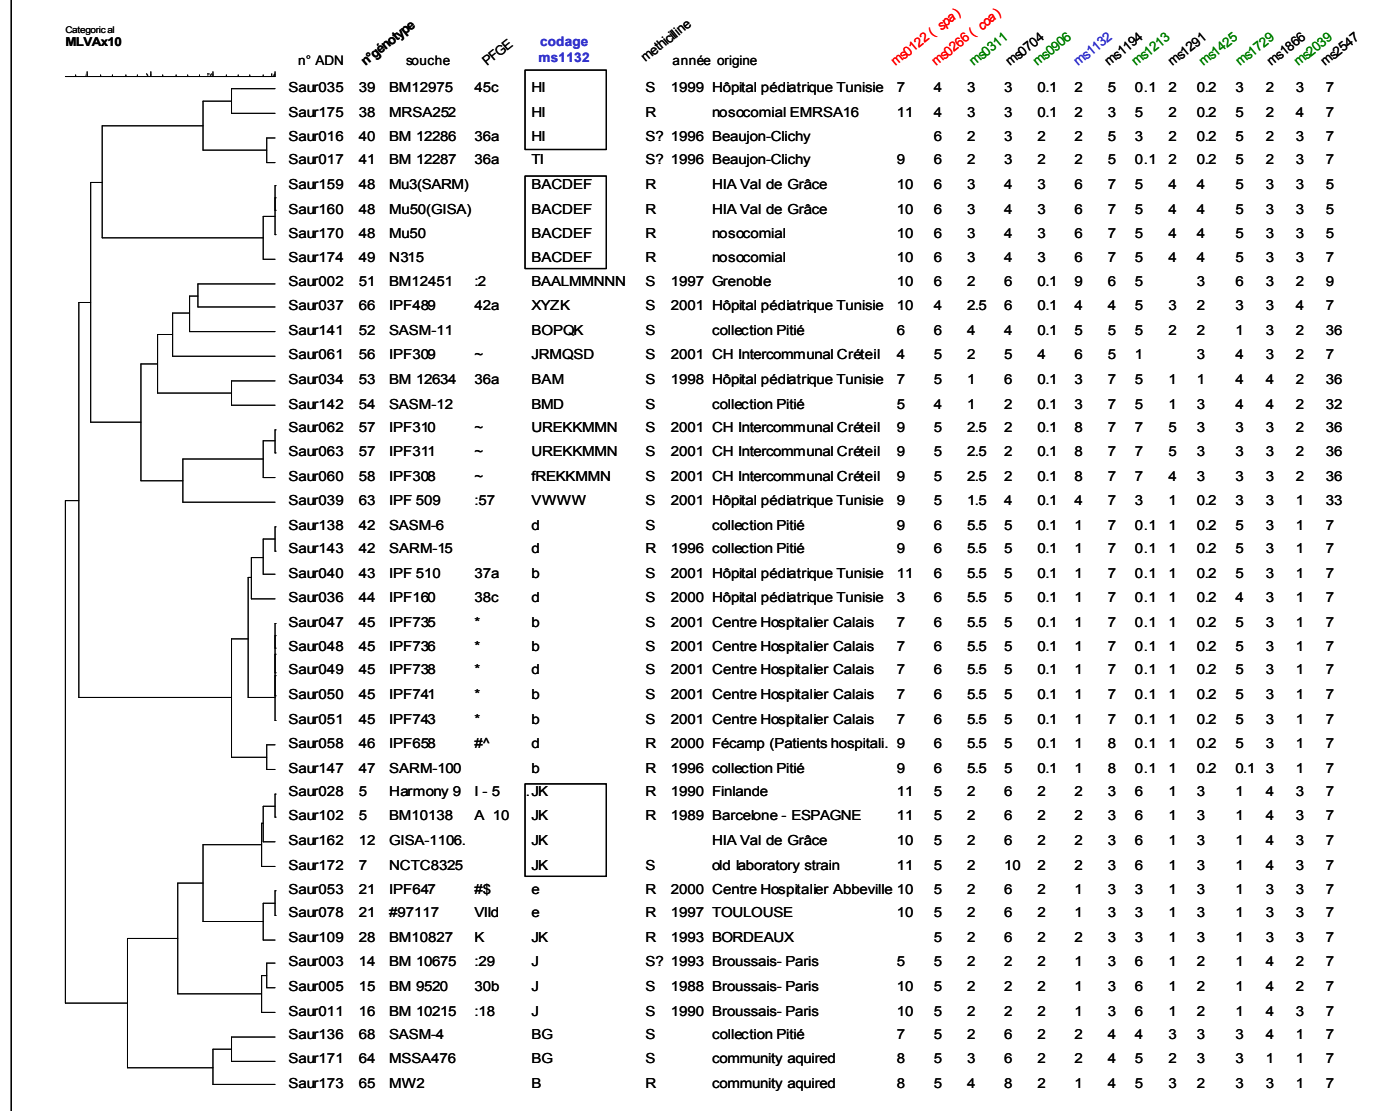 Categorical
MLVAx10
n° ADN n°génotype souche PFGE codage ms1132 methicilline année origine ms0122 ( spa) ms0266 ( coa) ms0311 ms0704 ms0906 ms1132 ms1194 ms1213 ms1291 ms1425 ms1729 ms1866 ms2039 ms2547
Saur035 39 BM12975 45c HI S 1999 Hôpital pédiatrique Tunisie 7 4 3 3 0.1 2 5 0.1 2 0.2 3 2 3 7
Saur175 38 MRSA252 HI R nosocomial EMRSA16 11 4 3 3 0.1 2 3 5 2 0.2 5 2 4 7
Saur016 40 BM 12286 36a HI S? 1996 Beaujon-Clichy 6 2 3 2 2 5 3 2 0.2 5 2 3 7
Saur017 41 BM 12287 36a TI S? 1996 Beaujon-Clichy 9 6 2 3 2 2 5 0.1 2 0.2 5 2 3 7
Saur159 48 Mu3(SARM) BACDEF R HIA Val de Grâce 10 6 3 4 3 6 7 5 4 4 5 3 3 5
Saur160 48 Mu50(GISA) BACDEF R HIA Val de Grâce 10 6 3 4 3 6 7 5 4 4 5 3 3 5
Saur170 48 Mu50 BACDEF R nosocomial 10 6 3 4 3 6 7 5 4 4 5 3 3 5
Saur174 49 N315 BACDEF R nosocomial 10 6 3 4 3 6 7 5 4 4 5 3 3 7
Saur002 51 BM12451 :2 BAALMMNNN S 1997 Grenoble 10 6 2 6 0.1 9 6 5 3 6 3 2 9
Saur037 66 IPF489 42a XYZK S 2001 Hôpital pédiatrique Tunisie 10 4 2.5 6 0.1 4 4 5 3 2 3 3 4 7
Saur141 52 SASM-11 BOPQK S collection Pitié 6 6 4 4 0.1 5 5 5 2 2 1 3 2 36
Saur061 56 IPF309 ~ JRMQSD S 2001 CH Intercommunal Créteil 4 5 2 5 4 6 5 1 3 4 3 2 7
Saur034 53 BM 12634 36a BAM S 1998 Hôpital pédiatrique Tunisie 7 5 1 6 0.1 3 7 5 1 1 4 4 2 36
Saur142 54 SASM-12 BMD S collection Pitié 5 4 1 2 0.1 3 7 5 1 3 4 4 2 32
Saur062 57 IPF310 ~ UREKKMMN S 2001 CH Intercommunal Créteil 9 5 2.5 2 0.1 8 7 7 5 3 3 3 2 36
Saur063 57 IPF311 ~ UREKKMMN S 2001 CH Intercommunal Créteil 9 5 2.5 2 0.1 8 7 7 5 3 3 3 2 36
Saur060 58 IPF308 ~ fREKKMMN S 2001 CH Intercommunal Créteil 9 5 2.5 2 0.1 8 7 7 4 3 3 3 2 36
Saur039 63 IPF 509 :57 VWWW S 2001 Hôpital pédiatrique Tunisie 9 5 1.5 4 0.1 4 7 3 1 0.2 3 3 1 33
Saur138 42 SASM-6 d S collection Pitié 9 6 5.5 5 0.1 1 7 0.1 1 0.2 5 3 1 7
Saur143 42 SARM-15 d R 1996 collection Pitié 9 6 5.5 5 0.1 1 7 0.1 1 0.2 5 3 1 7
Saur040 43 IPF 510 37a b S 2001 Hôpital pédiatrique Tunisie 11 6 5.5 5 0.1 1 7 0.1 1 0.2 5 3 1 7
Saur036 44 IPF160 38c d S 2000 Hôpital pédiatrique Tunisie 3 6 5.5 5 0.1 1 7 0.1 1 0.2 4 3 1 7
Saur047 45 IPF735 * b S 2001 Centre Hospitalier Calais 7 6 5.5 5 0.1 1 7 0.1 1 0.2 5 3 1 7
Saur048 45 IPF736 * b S 2001 Centre Hospitalier Calais 7 6 5.5 5 0.1 1 7 0.1 1 0.2 5 3 1 7
Saur049 45 IPF738 * d S 2001 Centre Hospitalier Calais 7 6 5.5 5 0.1 1 7 0.1 1 0.2 5 3 1 7
Saur050 45 IPF741 * b S 2001 Centre Hospitalier Calais 7 6 5.5 5 0.1 1 7 0.1 1 0.2 5 3 1 7
Saur051 45 IPF743 * b S 2001 Centre Hospitalier Calais 7 6 5.5 5 0.1 1 7 0.1 1 0.2 5 3 1 7
Saur058 46 IPF658 #^ d R 2000 Fécamp (Patients hospitali. 9 6 5.5 5 0.1 1 8 0.1 1 0.2 5 3 1 7
Saur147 47 SARM-100 b R 1996 collection Pitié 9 6 5.5 5 0.1 1 8 0.1 1 0.2 0.1 3 1 7
Saur028 5 Harmony 9 I - 5 .JK R 1990 Finlande 11 5 2 6 2 2 3 6 1 3 1 4 3 7
Saur102 5 BM10138 A 10 JK R 1989 Barcelone - ESPAGNE 11 5 2 6 2 2 3 6 1 3 1 4 3 7
Saur162 12 GISA-1106. JK HIA Val de Grâce 10 5 2 6 2 2 3 6 1 3 1 4 3 7
Saur172 7 NCTC8325 JK S old laboratory strain 11 5 2 10 2 2 3 6 1 3 1 4 3 7
Saur053 21 IPF647 #$ e R 2000 Centre Hospitalier Abbeville 10 5 2 6 2 1 3 3 1 3 1 3 3 7
Saur078 21 #97117 VIId e R 1997 TOULOUSE 10 5 2 6 2 1 3 3 1 3 1 3 3 7
Saur109 28 BM10827 K JK R 1993 BORDEAUX 5 2 6 2 2 3 3 1 3 1 3 3 7
Saur003 14 BM 10675 :29 J S? 1993 Broussais- Paris 5 5 2 2 2 1 3 6 1 2 1 4 2 7
Saur005 15 BM 9520 30b J S 1988 Broussais- Paris 10 5 2 2 2 1 3 6 1 2 1 4 2 7
Saur011 16 BM 10215 :18 J S 1990 Broussais- Paris 10 5 2 2 2 1 3 6 1 2 1 4 1 7
Saur136 68 SASM-4 BG S collection Pitié 7 5 2 6 2 2 4 4 3 3 3 4 1 7
Saur171 64 MSSA476 BG S community aquired 8 5 3 6 2 2 4 5 2 3 3 1 1 7
Saur173 65 MW2 B R community aquired 8 5 4 8 2 1 4 5 3 2 3 3 1 7